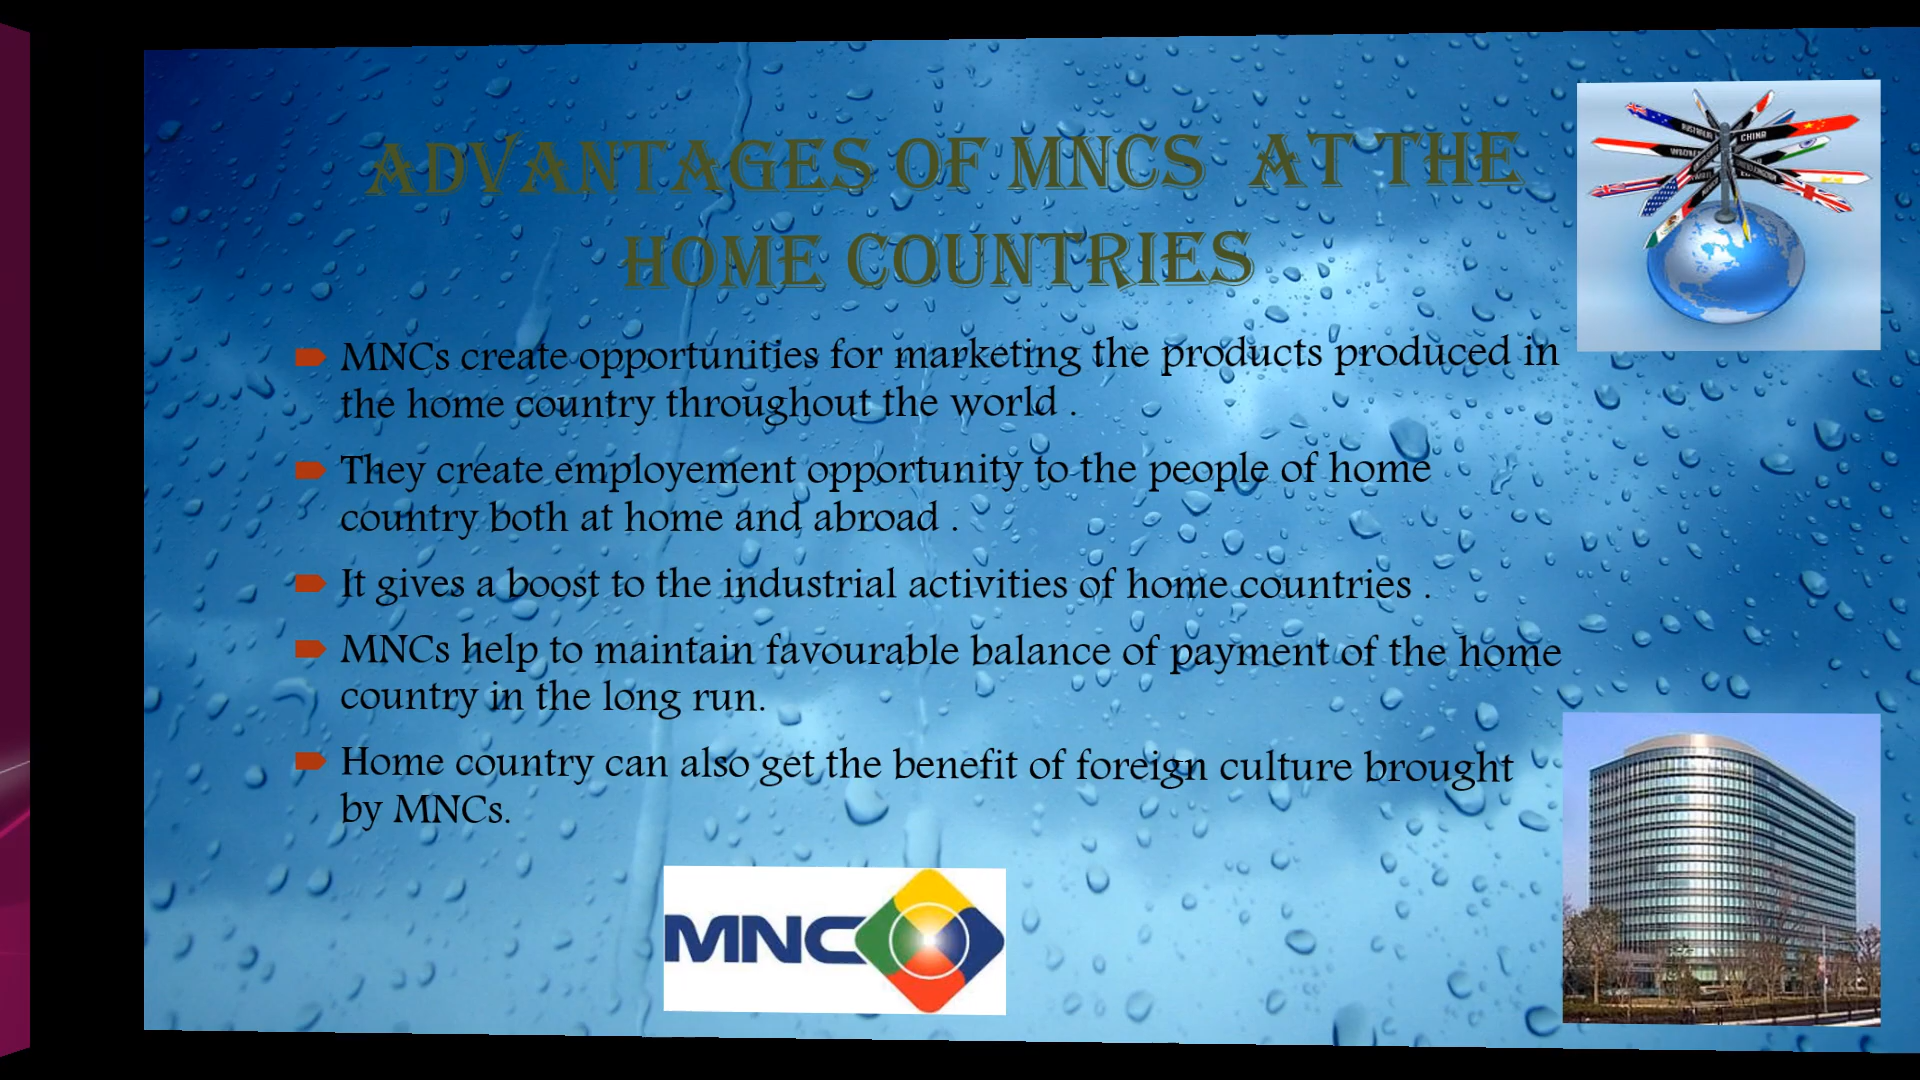 ADVANTAGES OF MNCS AT THE
HOME COUNTRIES
MNCs create opportunities for marketing the products produced in
the home country throughout the world .
They create employement opportunity to the people of home
country both at home and abroad .
It gives a boost to the industrial activities of home countries .
MNCs help to maintain favourable balance of payment of the home
country in the long run.
Home country can also get the benefit of foreign culture brought
by MNCs.
MNC
CHINA